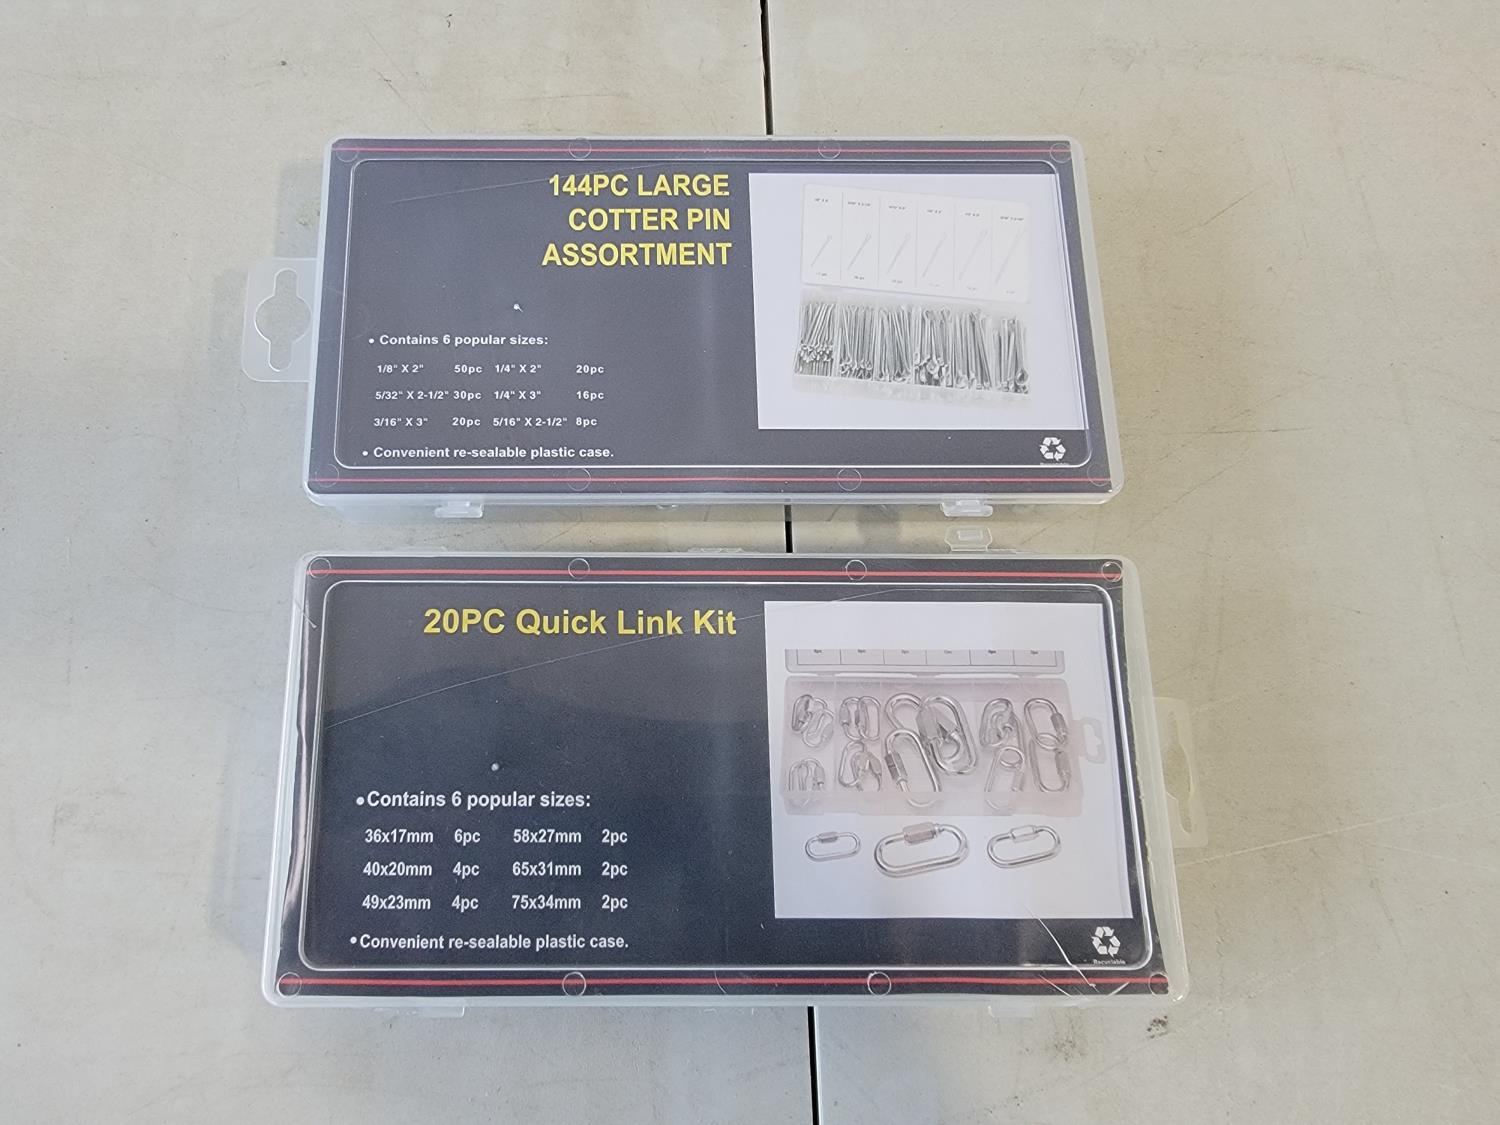 144PC LARGE
COTTER PIN
ASSORTMENT
• Contains 6 popular sizes:
1/8" X 2" 50pc 1/4" X 2" 20pc
5/32" X 2-1/2" 30pc 1/4" X 3" 16pc
3/16" X 3" 20pc 5/16" X 2-1/2" 8pc
• Convenient re-sealable plastic case.
20PC Quick Link Kit
•Contains 6 popular sizes:
36x17mm 6pc 58x27mm 2pc
40x20mm 4pc 65x31mm 2pc
49x23mm 4pc 75x34mm 2pc
•Convenient re-sealable plastic case.
Recyclable